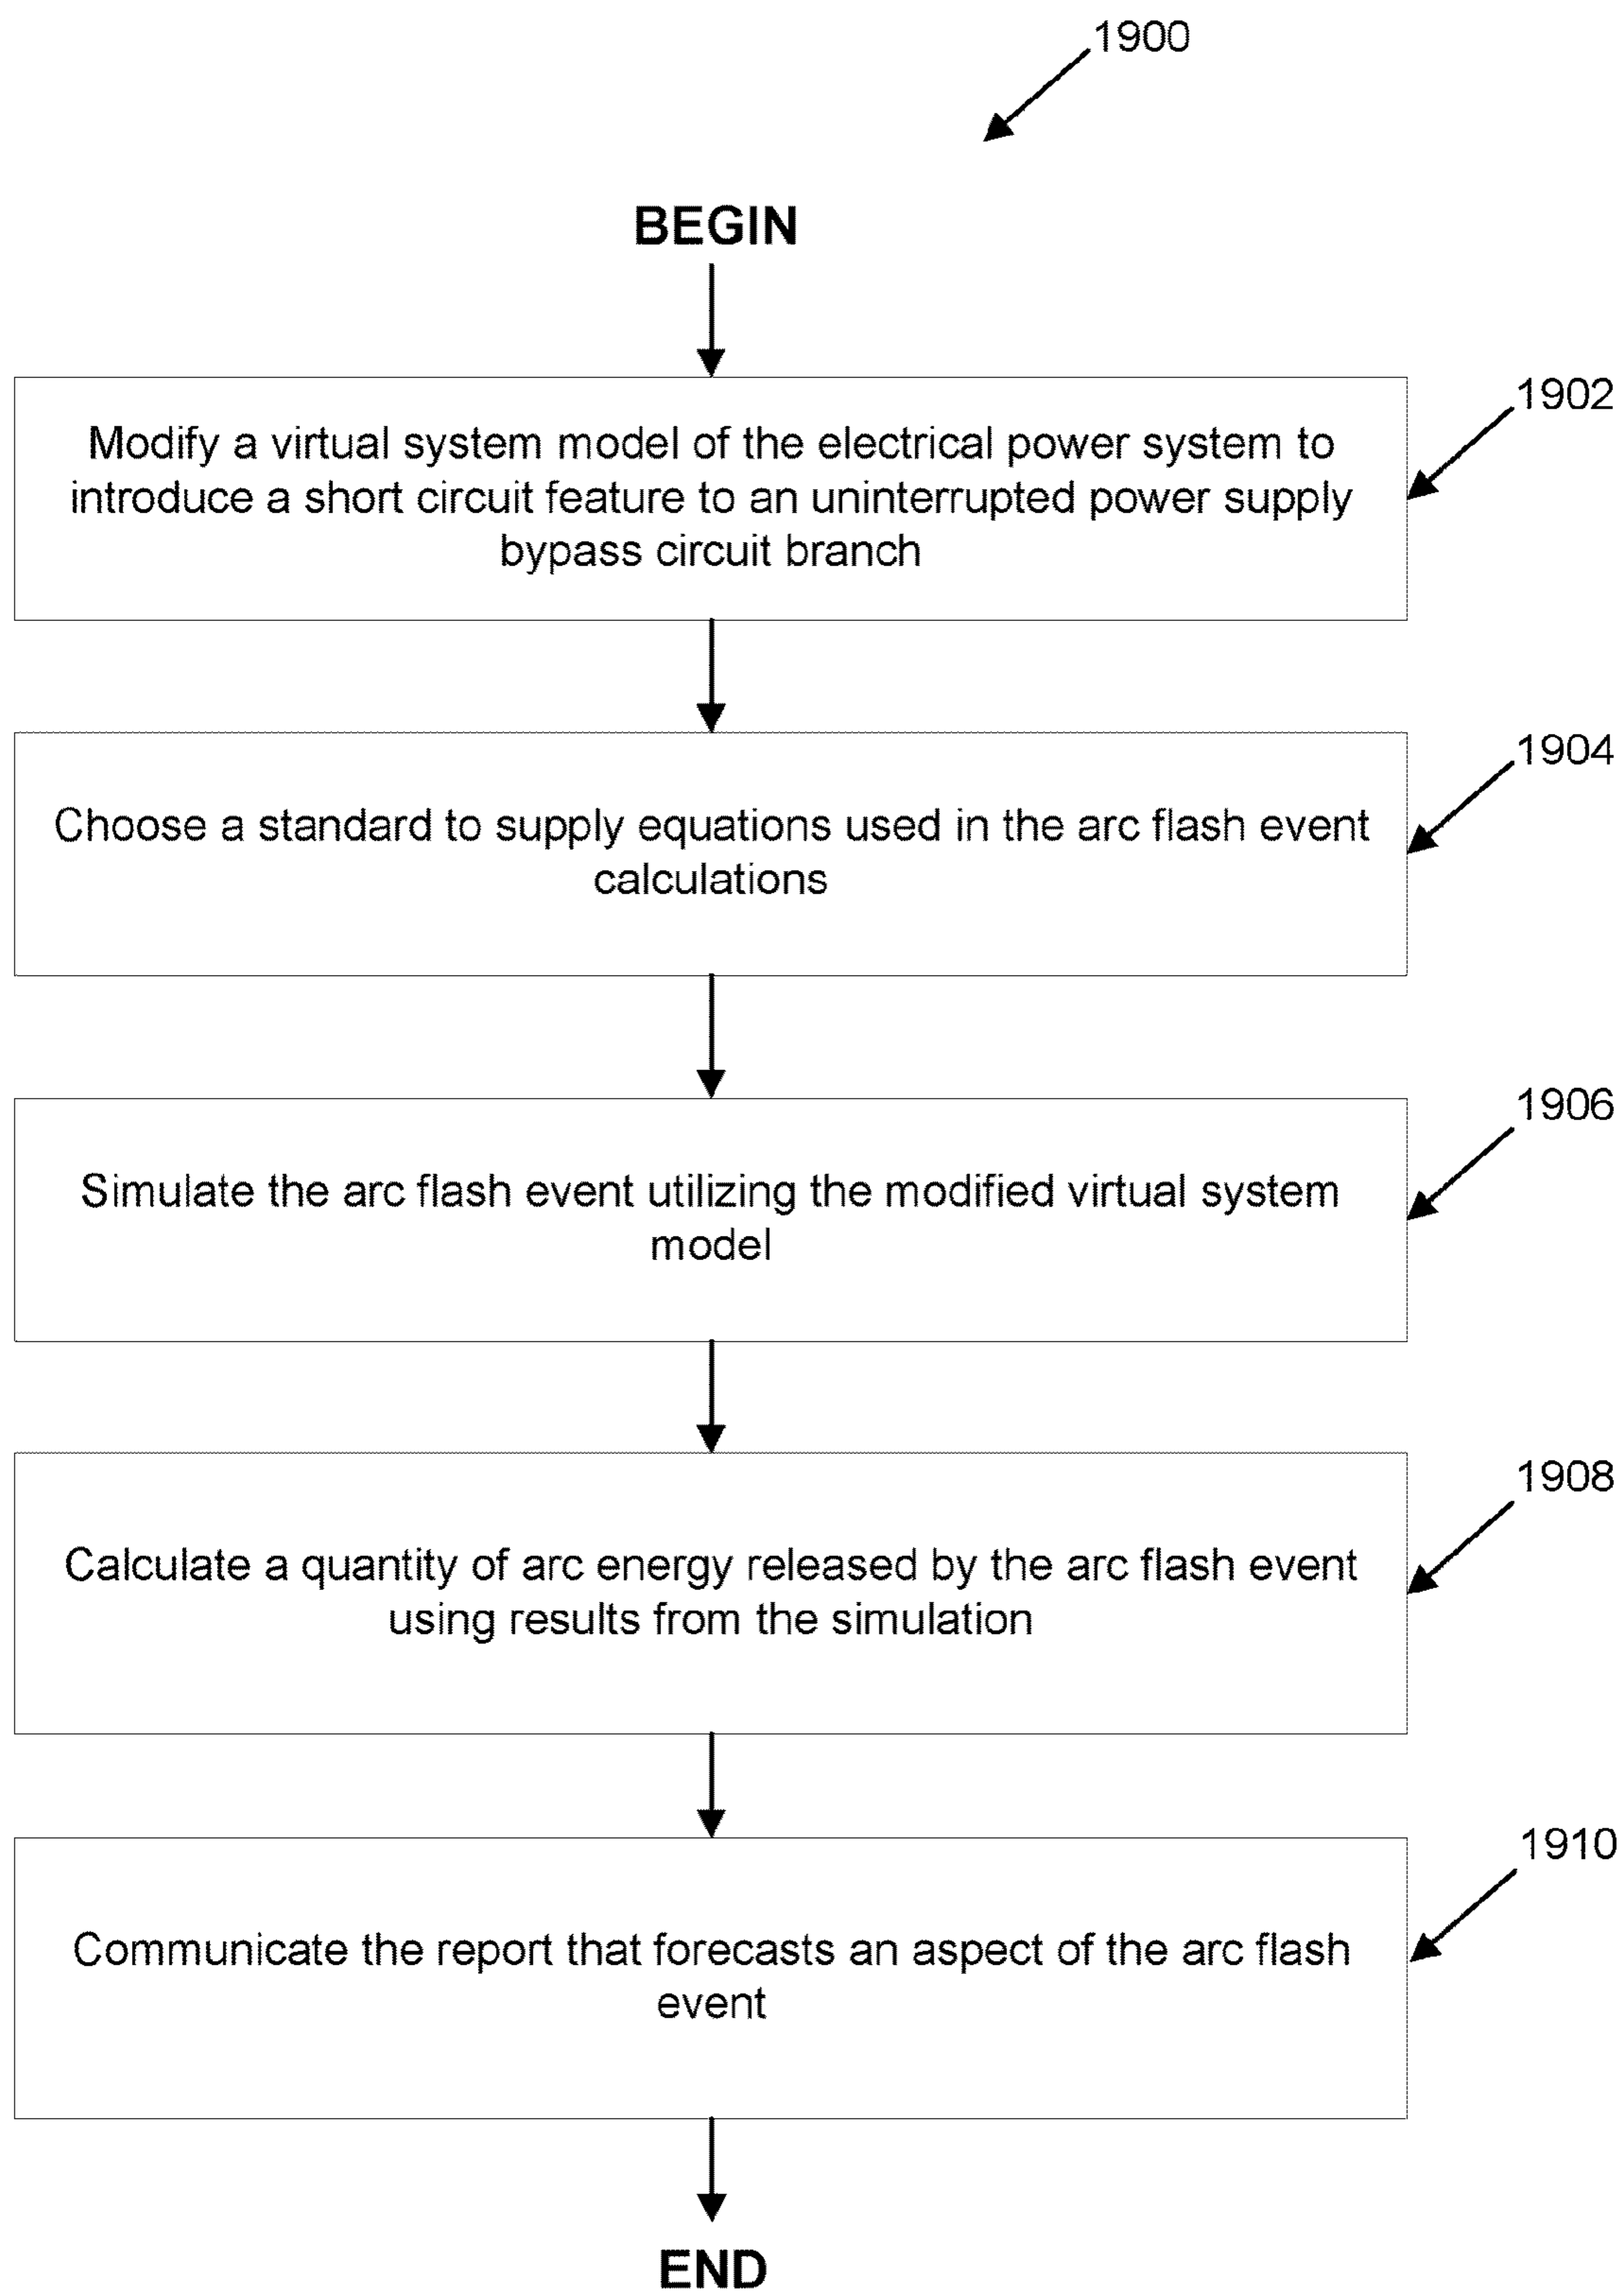 1900
BEGIN
1902
Modify a virtual system model of the electrical power system to
introduce a short circuit feature to an uninterrupted power supply
bypass circuit branch
1904
Choose a standard to supply equations used in the arc flash event
calculations
1906
Simulate the arc flash event utilizing the modified virtual system
model
1908
Calculate a quantity of arc energy released by the arc flash event
using results from the simulation
1910
Communicate the report that forecasts an aspect of the arc flash
event
END